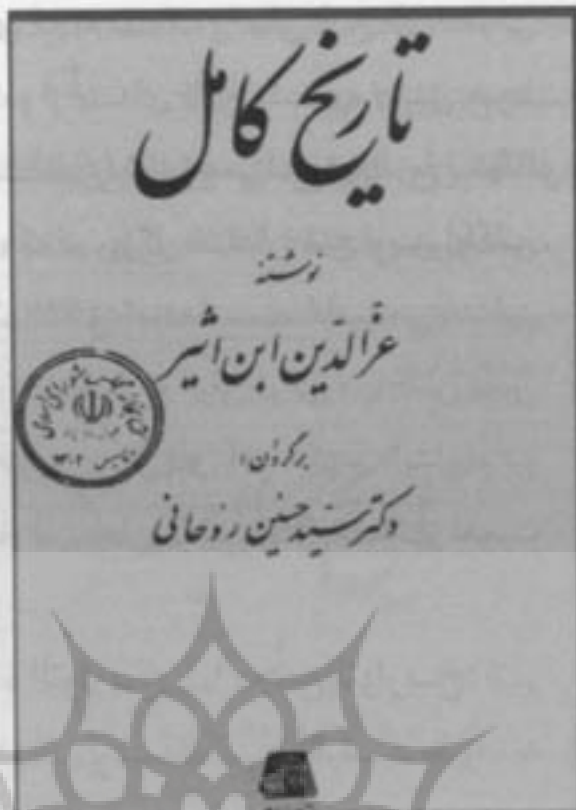 تاریخ کامل
نوشتهٔ
عزالدین ابن اثیر
برگردان:
دکتر سید حسین روحانی